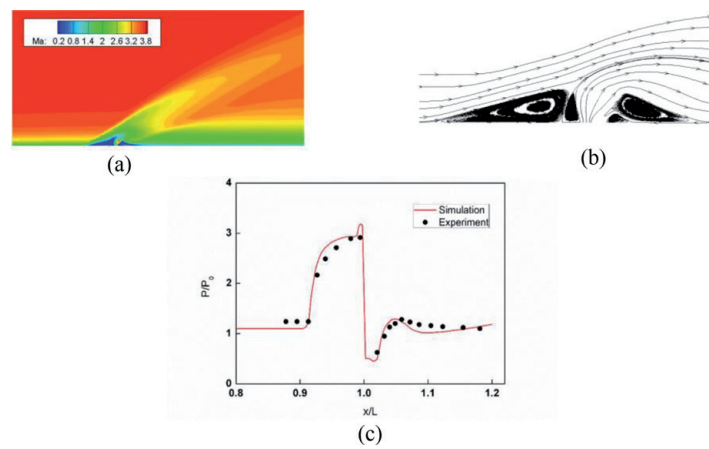 Ma: 0.2 0.8 1.4 2 2.6 3.2 3.8
(a)
(b)
4
3
2
1
0
P/P₀
Simulation
Experiment
0.8 0.9 1.0 1.1 1.2
x/L
(c)